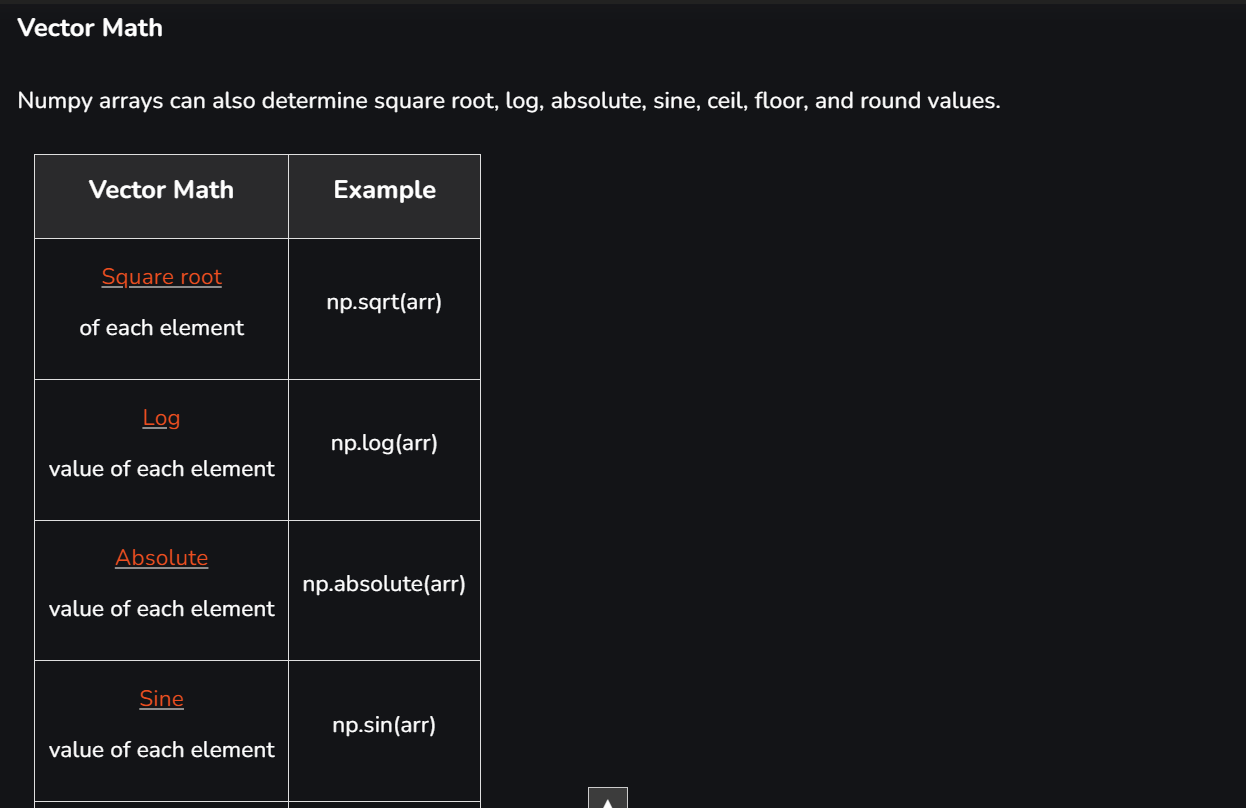 Vector Math
Numpy arrays can also determine square root, log, absolute, sine, ceil, floor, and round values.
Vector Math
Example
Square root
of each element
np.sqrt(arr)
Log
value of each element
np.log(arr)
Absolute
value of each element
np.absolute(arr)
Sine
value of each element
np.sin(arr)